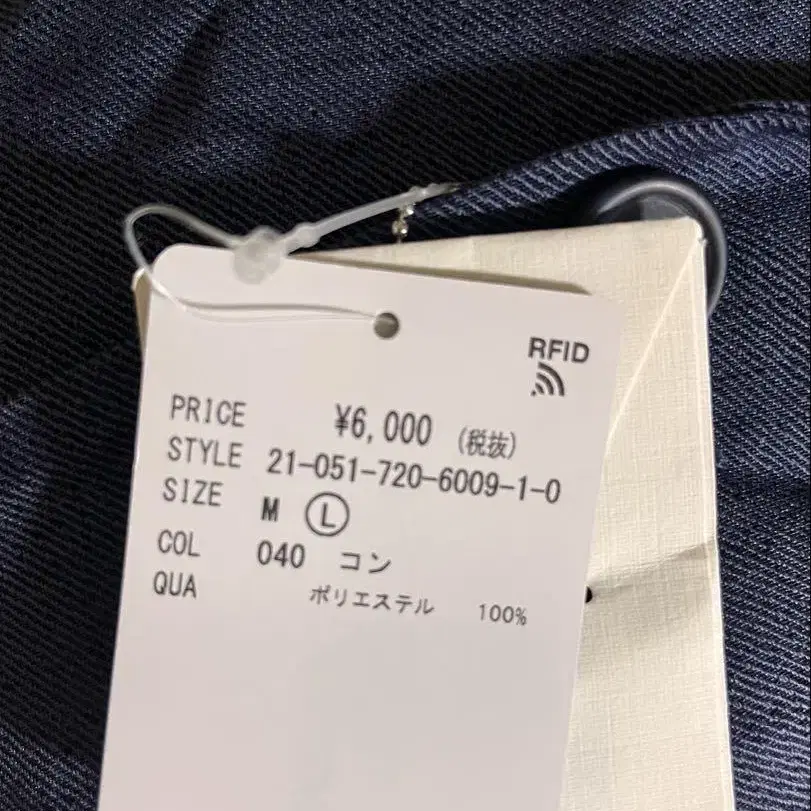 RFID
PRICE ¥6,000 (税抜)
STYLE 21-051-720-6009-1-0
SIZE M Ⓛ
COL 040 コン
QUA ポリエステル 100%